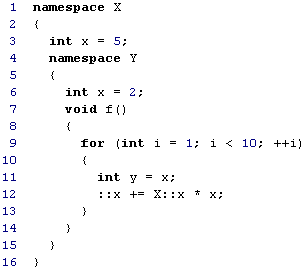 1 namespace X
2 {
3   int x = 5;
4   namespace Y
5   {
6     int x = 2;
7     void f()
8     {
9       for (int i = 1; i < 10; ++i)
10       {
11         int y = x;
12         ::x += X::x * x;
13       }
14     }
15   }
16 }